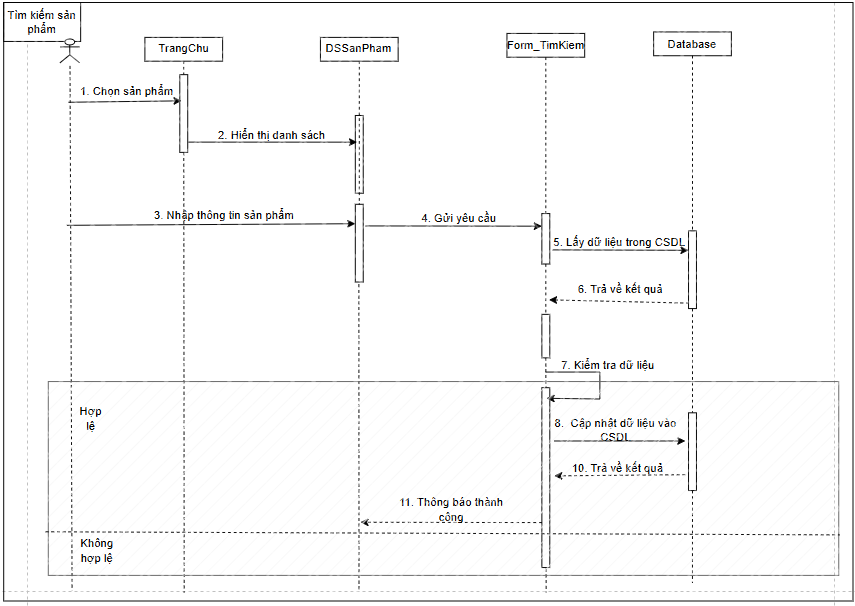 Tìm kiếm sản
phẩm
TrangChu
DSSanPham
Form_TimKiem
Database
1. Chọn sản phẩm
2. Hiển thị danh sách
3. Nhập thông tin sản phẩm
4. Gửi yêu cầu
5. Lấy dữ liệu trong CSDL
6. Trả về kết quả
7. Kiểm tra dữ liệu
Hợp
lệ
8. Cập nhật dữ liệu vào
CSDL
10. Trả về kết quả
11. Thông báo thành
công
Không
hợp lệ